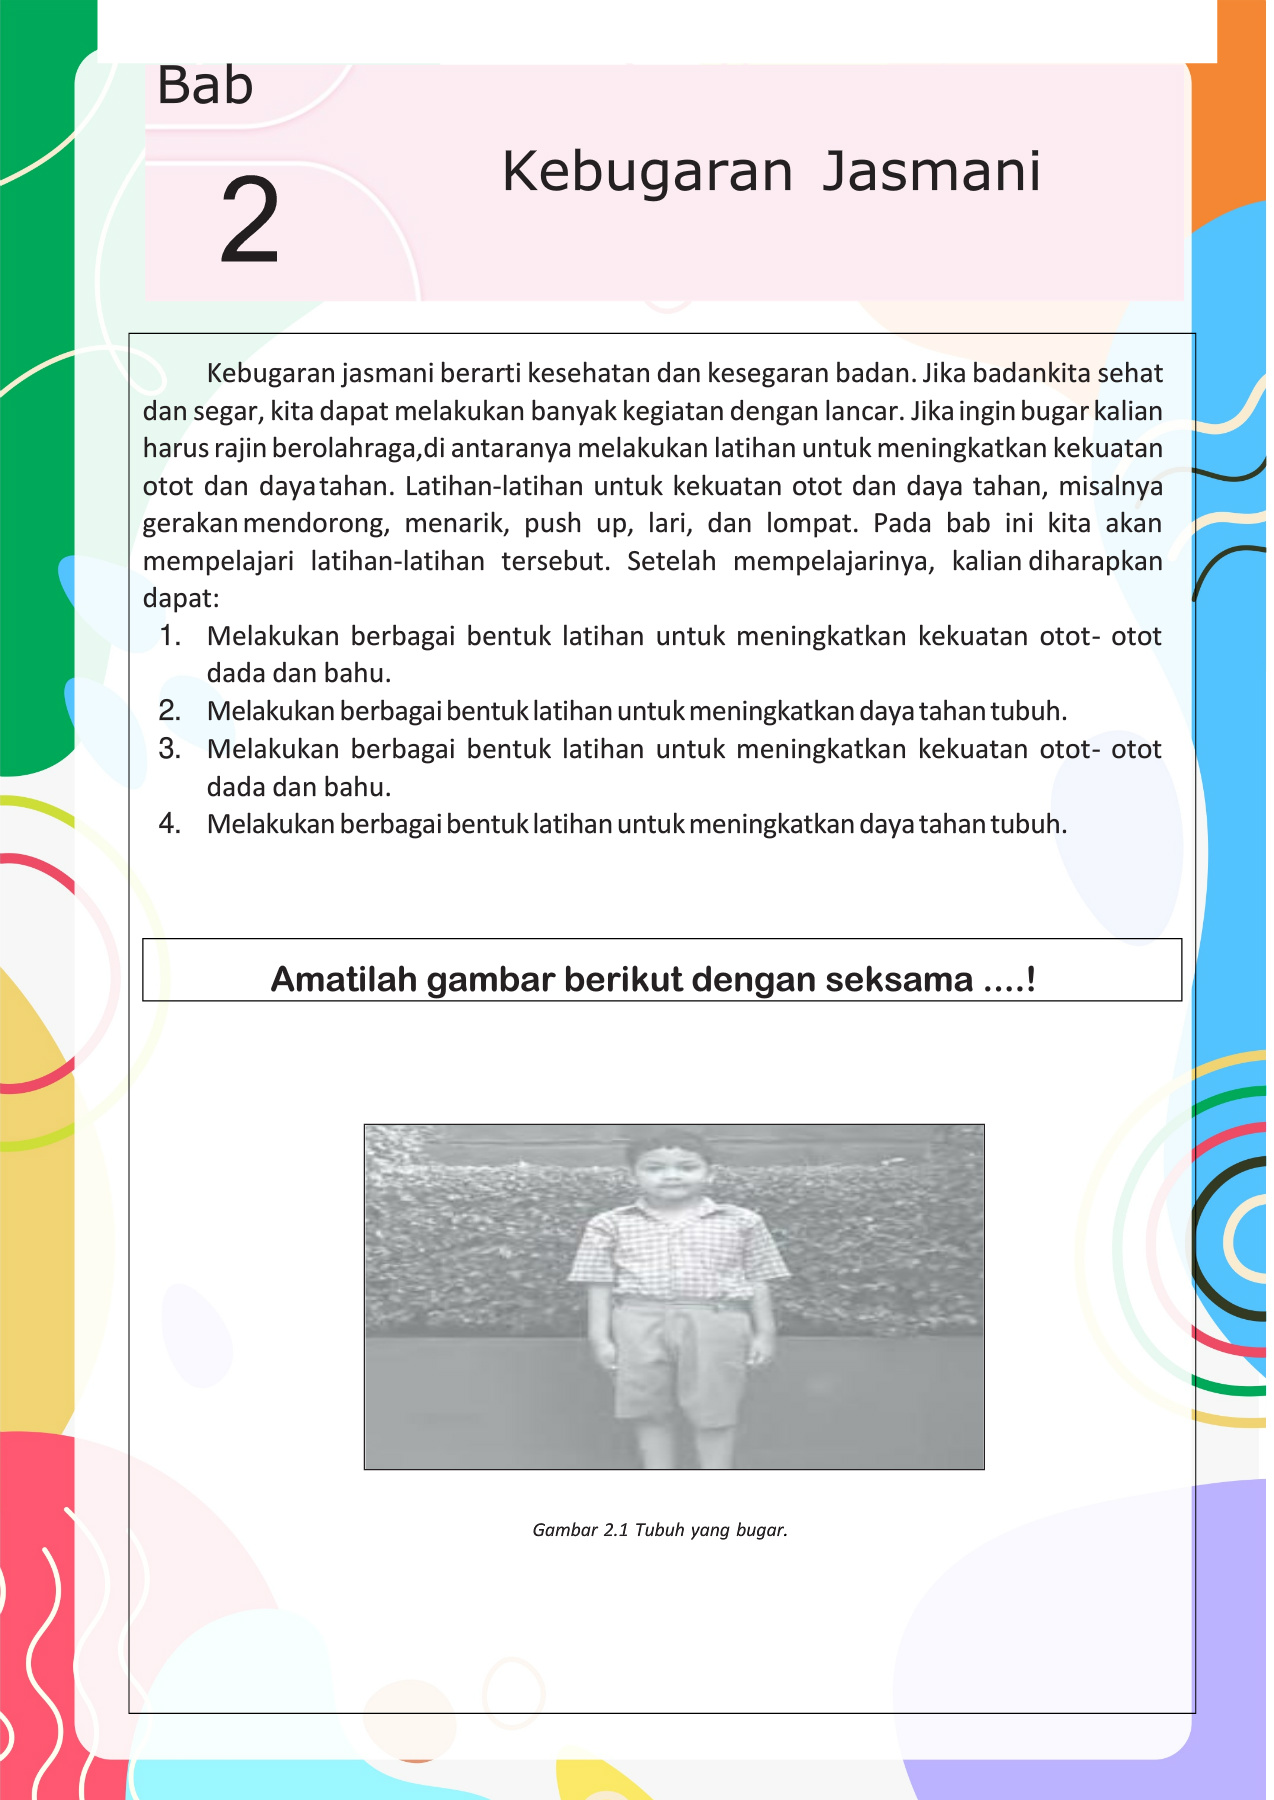 Bab
2
Kebugaran Jasmani
Kebugaran jasmani berarti kesehatan dan kesegaran badan. Jika badankita sehat
dan segar, kita dapat melakukan banyak kegiatan dengan lancar. Jika ingin bugar kalian
harus rajin berolahraga,di antaranya melakukan latihan untuk meningkatkan kekuatan
otot dan daya tahan. Latihan-latihan untuk kekuatan otot dan daya tahan, misalnya
gerakan mendorong, menarik, push up, lari, dan lompat. Pada bab ini kita akan
mempelajari latihan-latihan tersebut. Setelah mempelajarinya, kalian diharapkan
dapat:
1. Melakukan berbagai bentuk latihan untuk meningkatkan kekuatan otot- otot
dada dan bahu.
2. Melakukan berbagai bentuk latihan untuk meningkatkan daya tahan tubuh.
3. Melakukan berbagai bentuk latihan untuk meningkatkan kekuatan otot- otot
dada dan bahu.
4. Melakukan berbagai bentuk latihan untuk meningkatkan daya tahan tubuh.
Amatilah gambar berikut dengan seksama ....!
Gambar 2.1 Tubuh yang bugar.